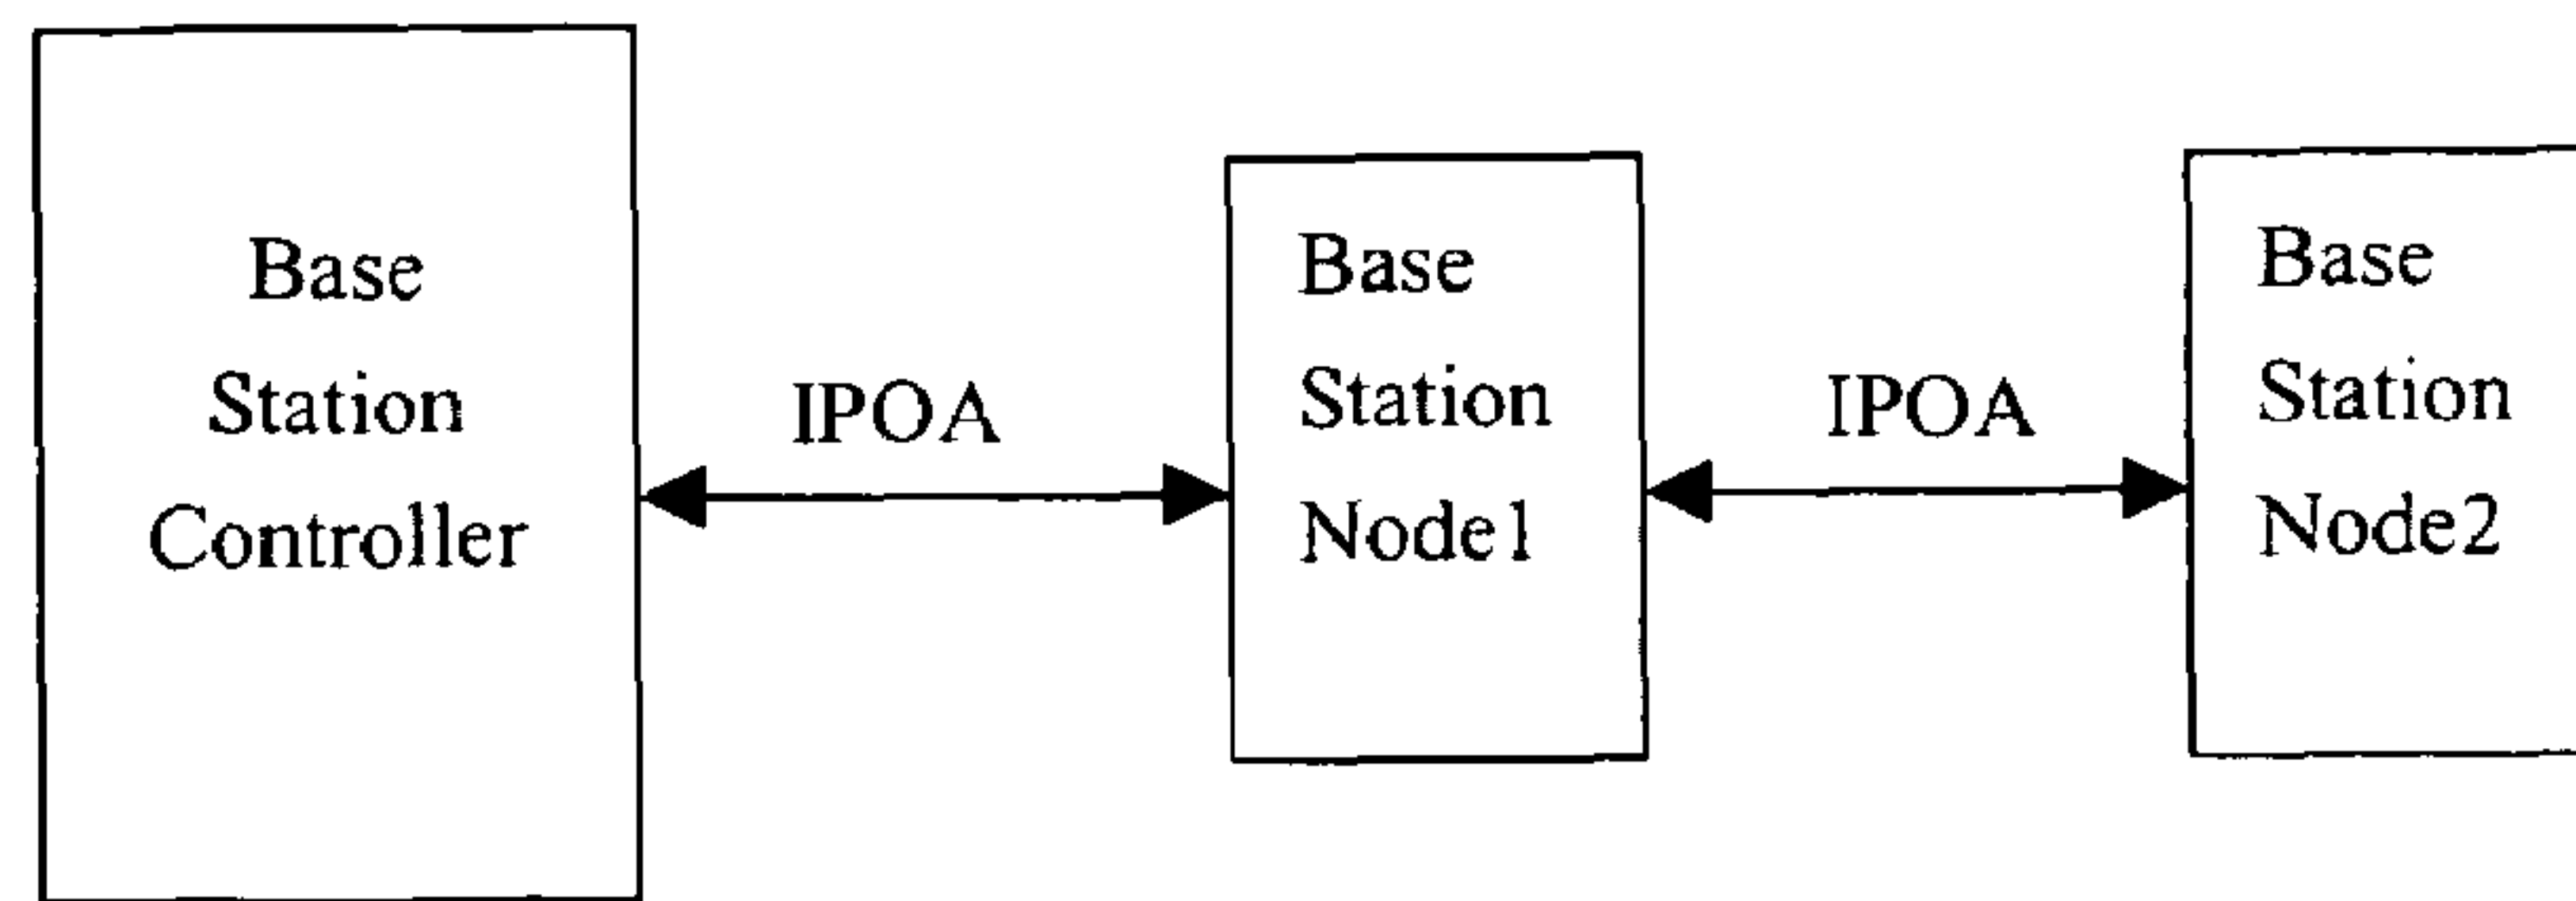 Base
Station
Controller
IPOA
Base
Station
Node1
IPOA
Base
Station
Node2